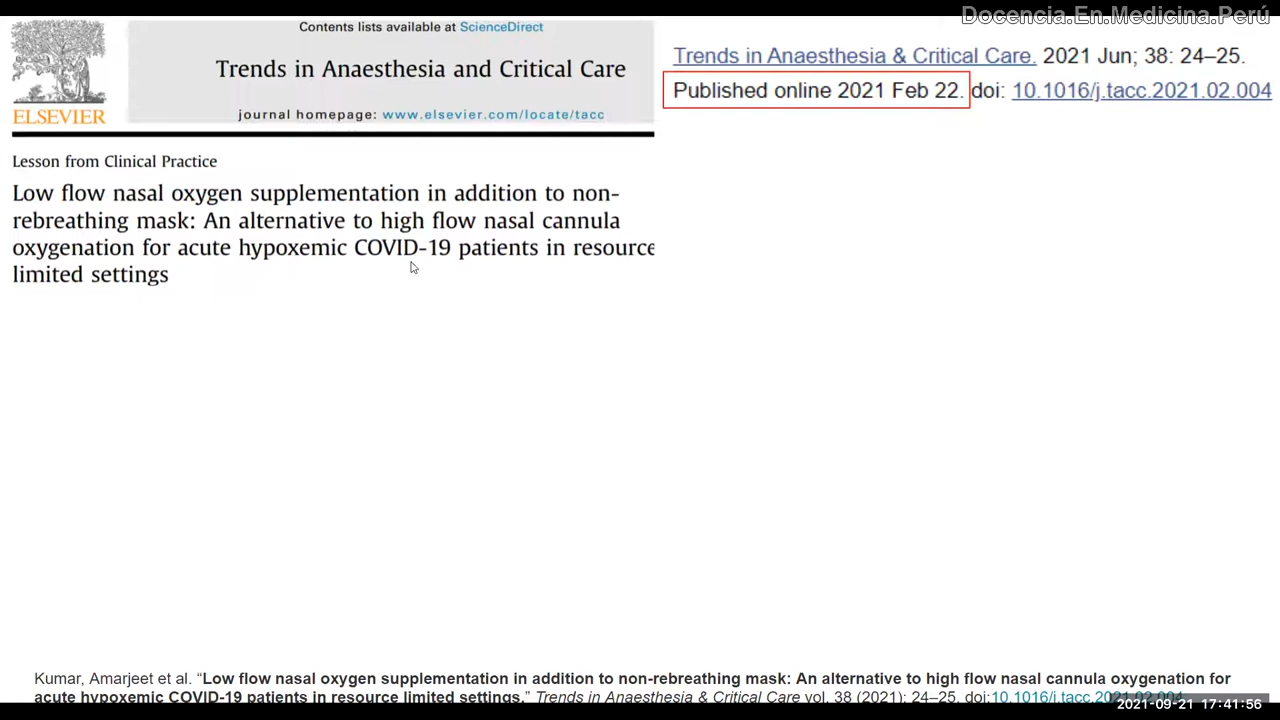 Docencia.En.Medicina.Perú
Contents lists available at ScienceDirect
Trends in Anaesthesia and Critical Care
journal homepage: www.elsevier.com/locate/tacc
ELSEVIER
Trends in Anaesthesia & Critical Care. 2021 Jun; 38: 24–25.
Published online 2021 Feb 22. doi: 10.1016/j.tacc.2021.02.004
Lesson from Clinical Practice
Low flow nasal oxygen supplementation in addition to non-
rebreathing mask: An alternative to high flow nasal cannula
oxygenation for acute hypoxemic COVID-19 patients in resource
limited settings
Kumar, Amarjeet et al. “Low flow nasal oxygen supplementation in addition to non-rebreathing mask: An alternative to high flow nasal cannula oxygenation for
acute hypoxemic COVID-19 patients in resource limited settings.” Trends in Anaesthesia & Critical Care vol. 38 (2021): 24–25. doi:10.1016/j.tacc.2021.02.004
2021-09-21 17:41:56